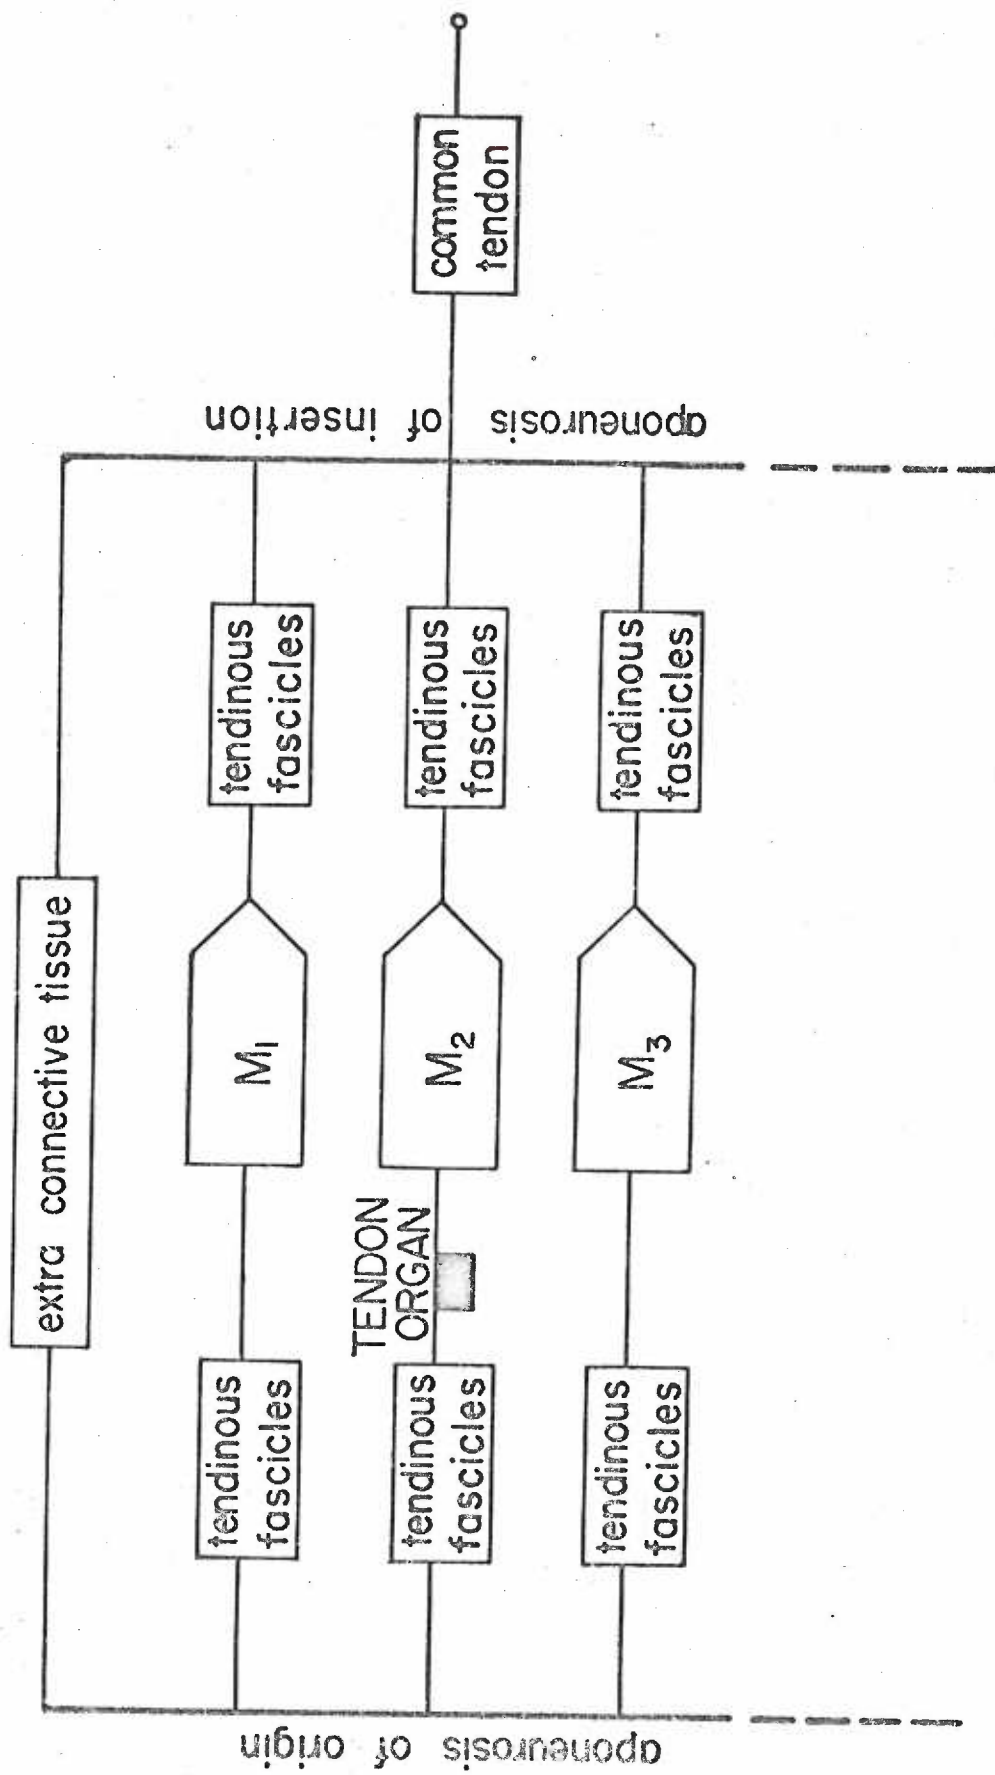 extra connective tissue
tendinous
fascicles
M1
tendinous
fascicles
TENDON
ORGAN
tendinous
fascicles
M2
tendinous
fascicles
tendinous
fascicles
M3
tendinous
fascicles
aponeurosis of origin
aponeurosis of insertion
common
tendon